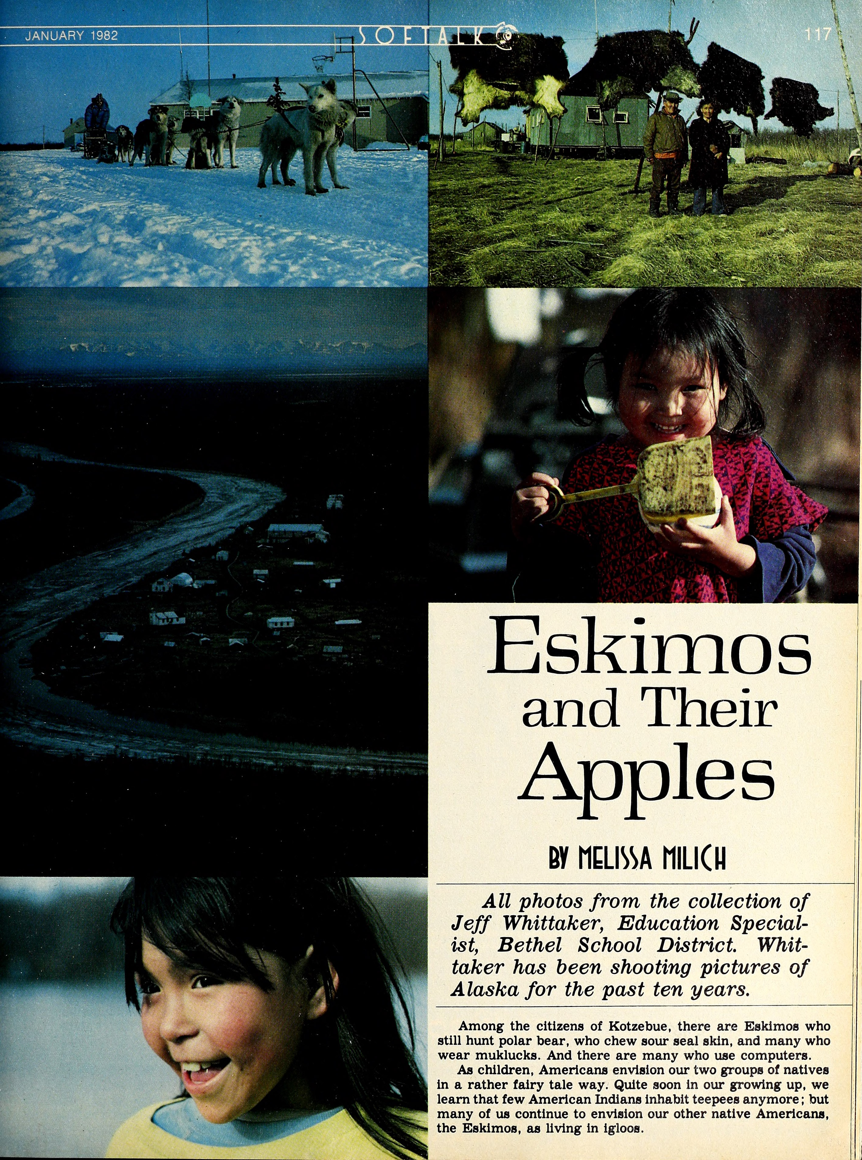 JANUARY 1982
SOFTALK
117
Eskimos
and Their
Apples
BY MELISSA MILICH
All photos from the collection of
Jeff Whittaker, Education Special-
ist, Bethel School District. Whit-
taker has been shooting pictures of
Alaska for the past ten years.
Among the citizens of Kotzebue, there are Eskimos who
still hunt polar bear, who chew sour seal skin, and many who
wear muklucks. And there are many who use computers.
As children, Americans envision our two groups of natives
in a rather fairy tale way. Quite soon in our growing up, we
learn that few American Indians inhabit teepees anymore; but
many of us continue to envision our other native Americans,
the Eskimos, as living in igloos.